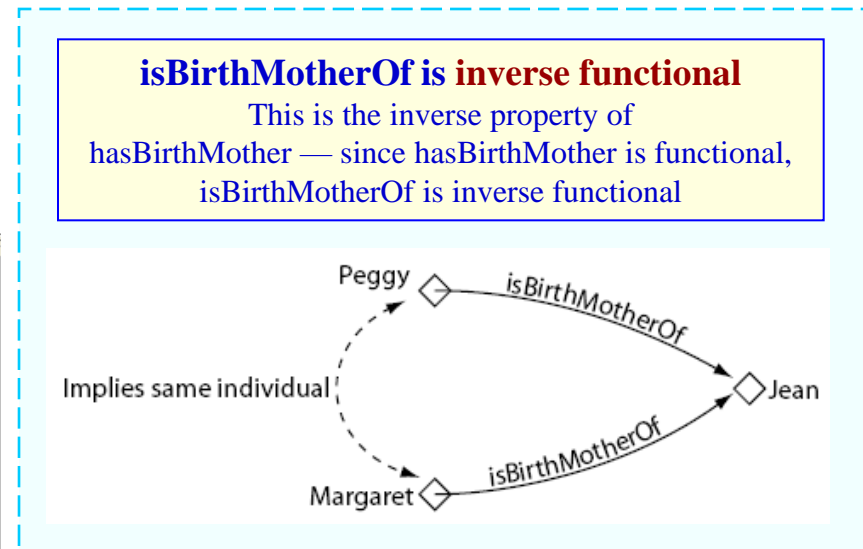 isBirthMotherOf is inverse functional
This is the inverse property of
hasBirthMother — since hasBirthMother is functional,
isBirthMotherOf is inverse functional
Peggy
isBirthMotherOf
Implies same individual
Jean
isBirthMotherOf
Margaret